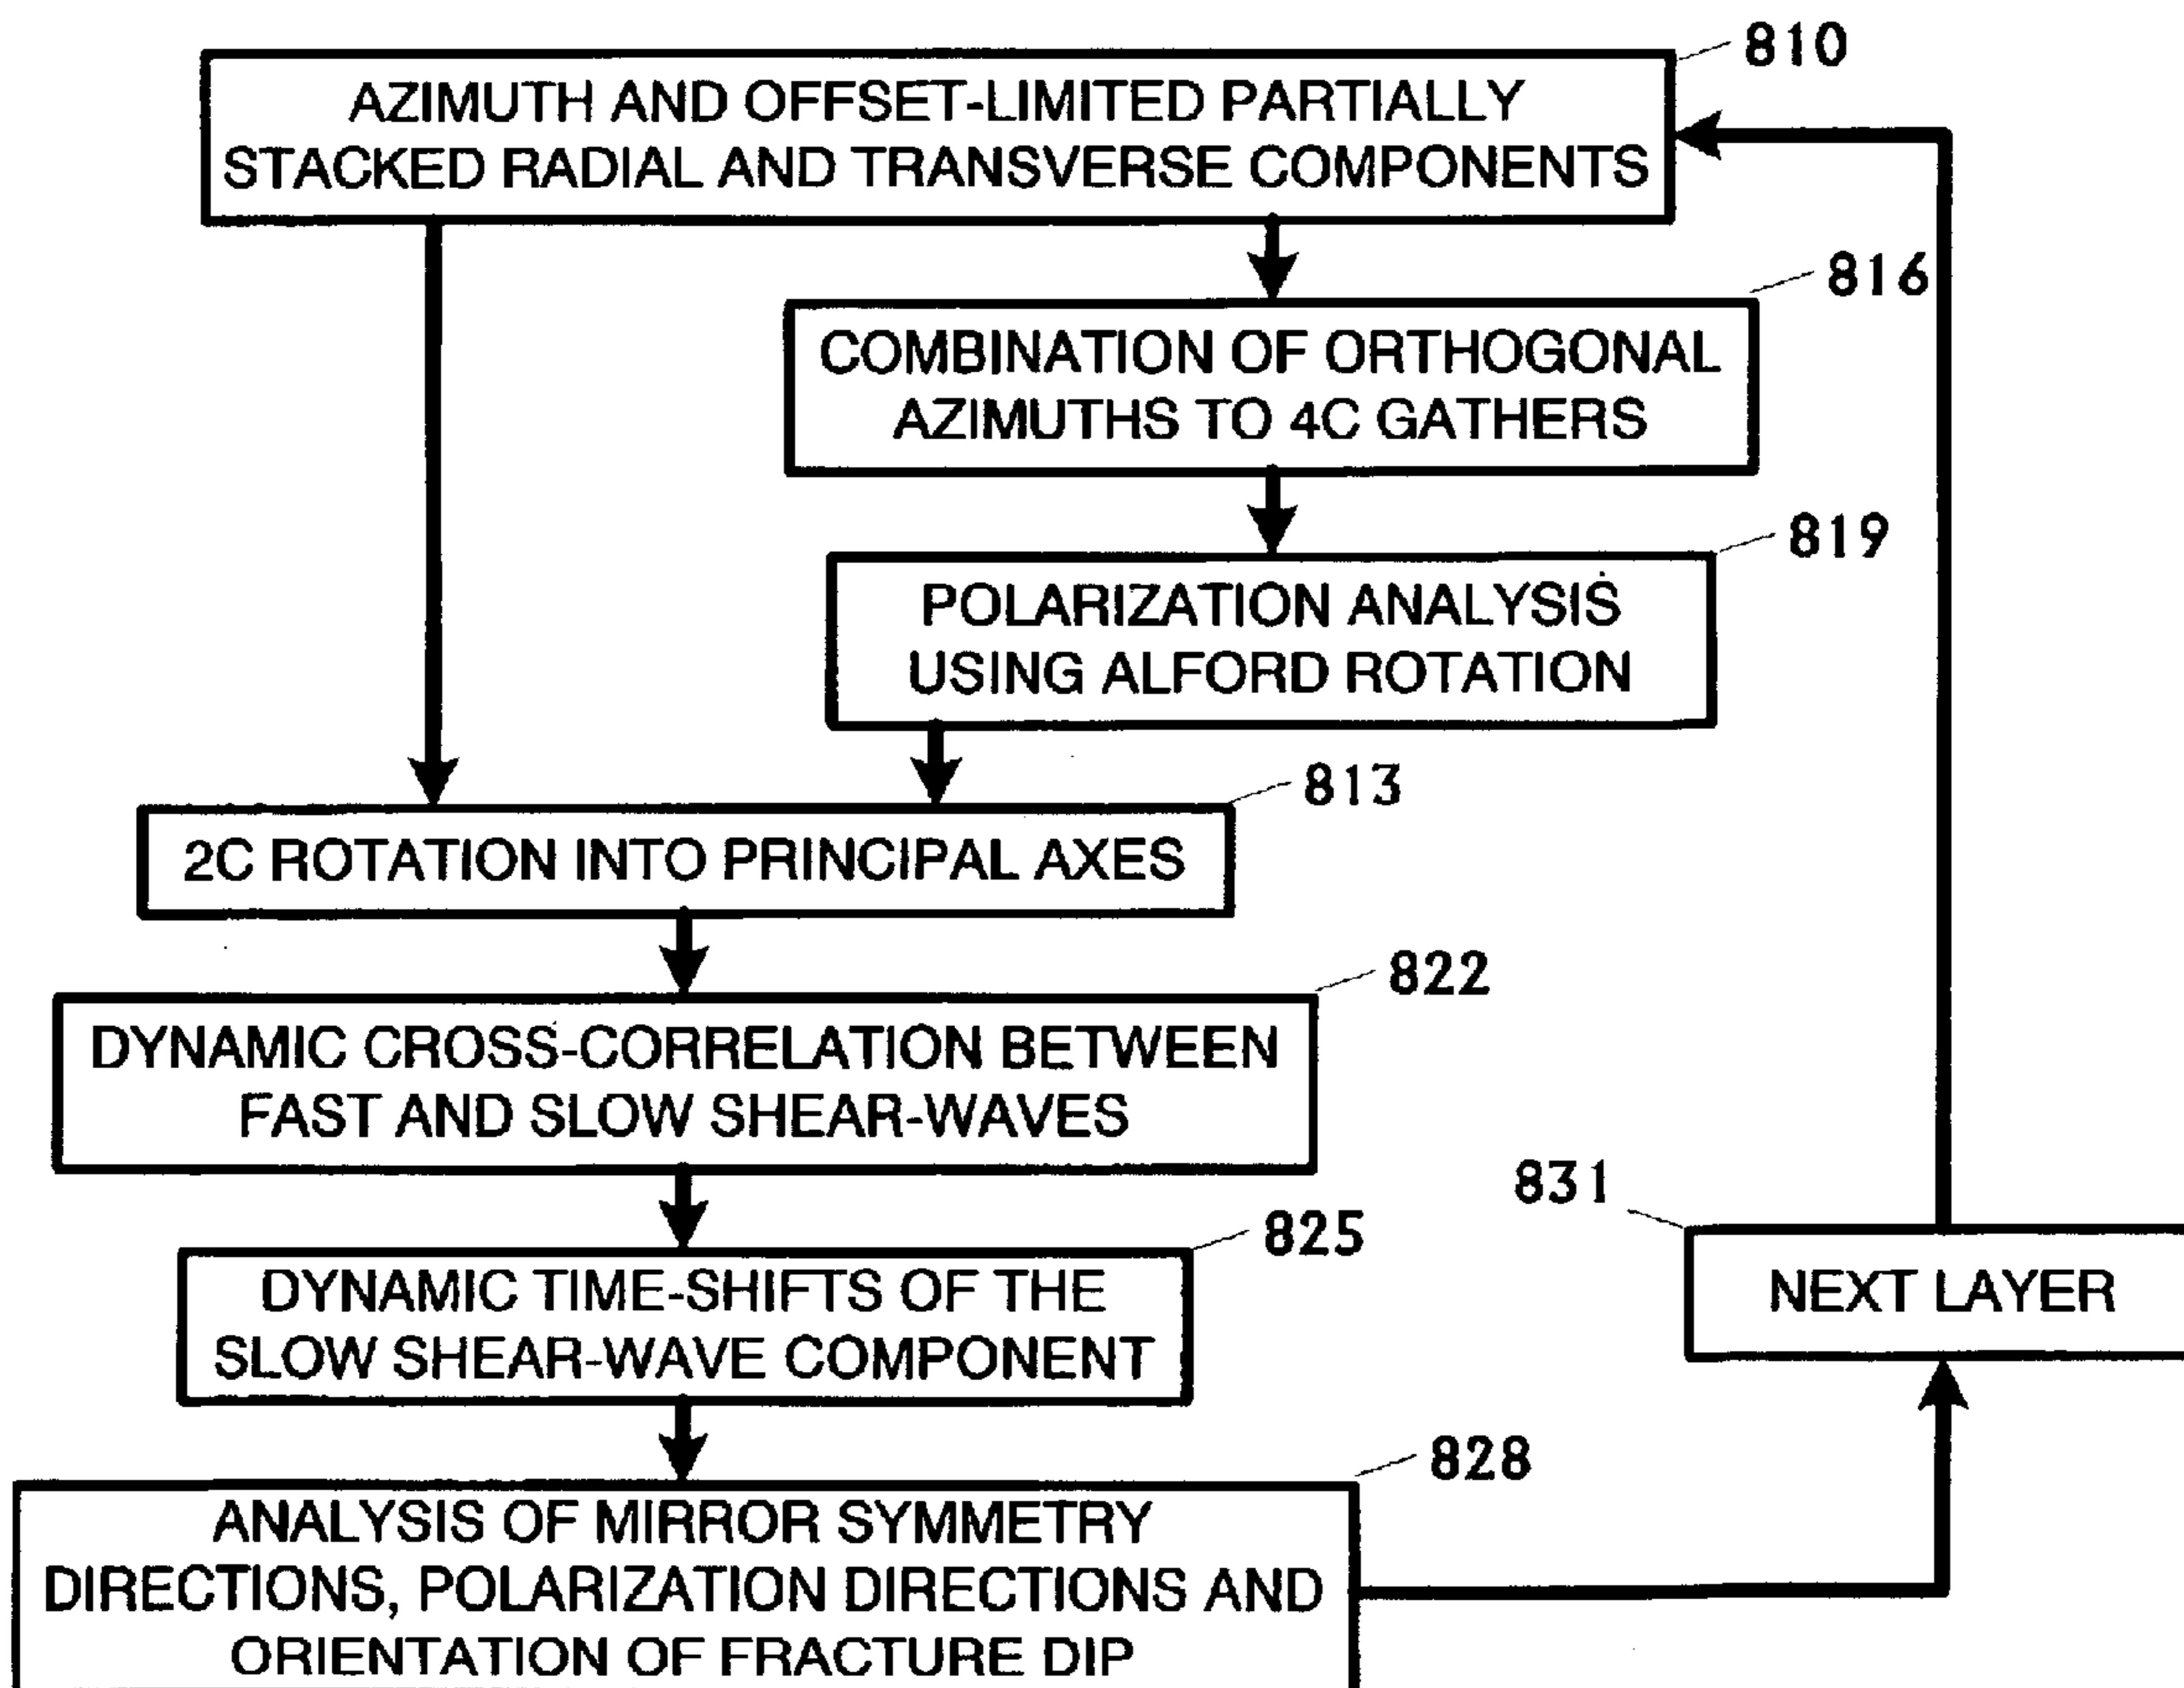 810
AZIMUTH AND OFFSET-LIMITED PARTIALLY
STACKED RADIAL AND TRANSVERSE COMPONENTS
816
COMBINATION OF ORTHOGONAL
AZIMUTHS TO 4C GATHERS
819
POLARIZATION ANALYSIS
USING ALFORD ROTATION
813
2C ROTATION INTO PRINCIPAL AXES
822
DYNAMIC CROSS-CORRELATION BETWEEN
FAST AND SLOW SHEAR-WAVES
825
DYNAMIC TIME-SHIFTS OF THE
SLOW SHEAR-WAVE COMPONENT
831
NEXT LAYER
828
ANALYSIS OF MIRROR SYMMETRY
DIRECTIONS, POLARIZATION DIRECTIONS AND
ORIENTATION OF FRACTURE DIP